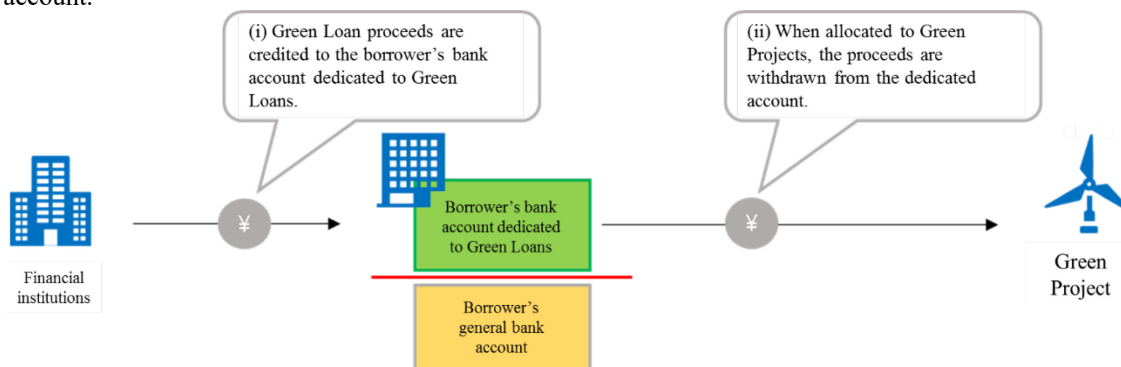 account.
(i) Green Loan proceeds are
credited to the borrower's bank
account dedicated to Green
Loans.
(ii) When allocated to Green
Projects, the proceeds are
withdrawn from the dedicated
account.
¥
¥
Borrower's bank
account dedicated
to Green Loans
Financial
institutions
Green
Project
Borrower's
general bank
account